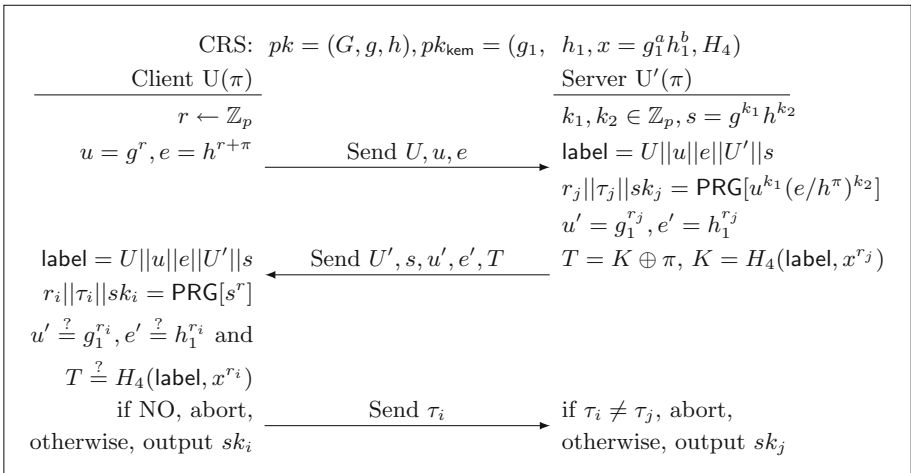 CRS: pk = (G, g, h), pk_kem = (g_1, h_1, x = g_1^a h_1^b, H_4)
Client U(π) Server U′(π)
r ← ℤ_p k_1, k_2 ∈ ℤ_p, s = g^{k_1}h^{k_2}
u = g^r, e = h^{r+π} Send U, u, e label = U||u||e||U′||s
r_j||τ_j||sk_j = PRG[u^{k_1}(e/h^π)^{k_2}]
u′ = g_1^{r_j}, e′ = h_1^{r_j}
label = U||u||e||U′||s Send U′, s, u′, e′, T T = K ⊕ π, K = H_4(label, x^{r_j})
r_i||τ_i||sk_i = PRG[s^r]
u′ ≟ g_1^{r_i}, e′ ≟ h_1^{r_i} and
T ≟ H_4(label, x^{r_i})
if NO, abort, Send τ_i if τ_i ≠ τ_j, abort,
otherwise, output sk_i otherwise, output sk_j